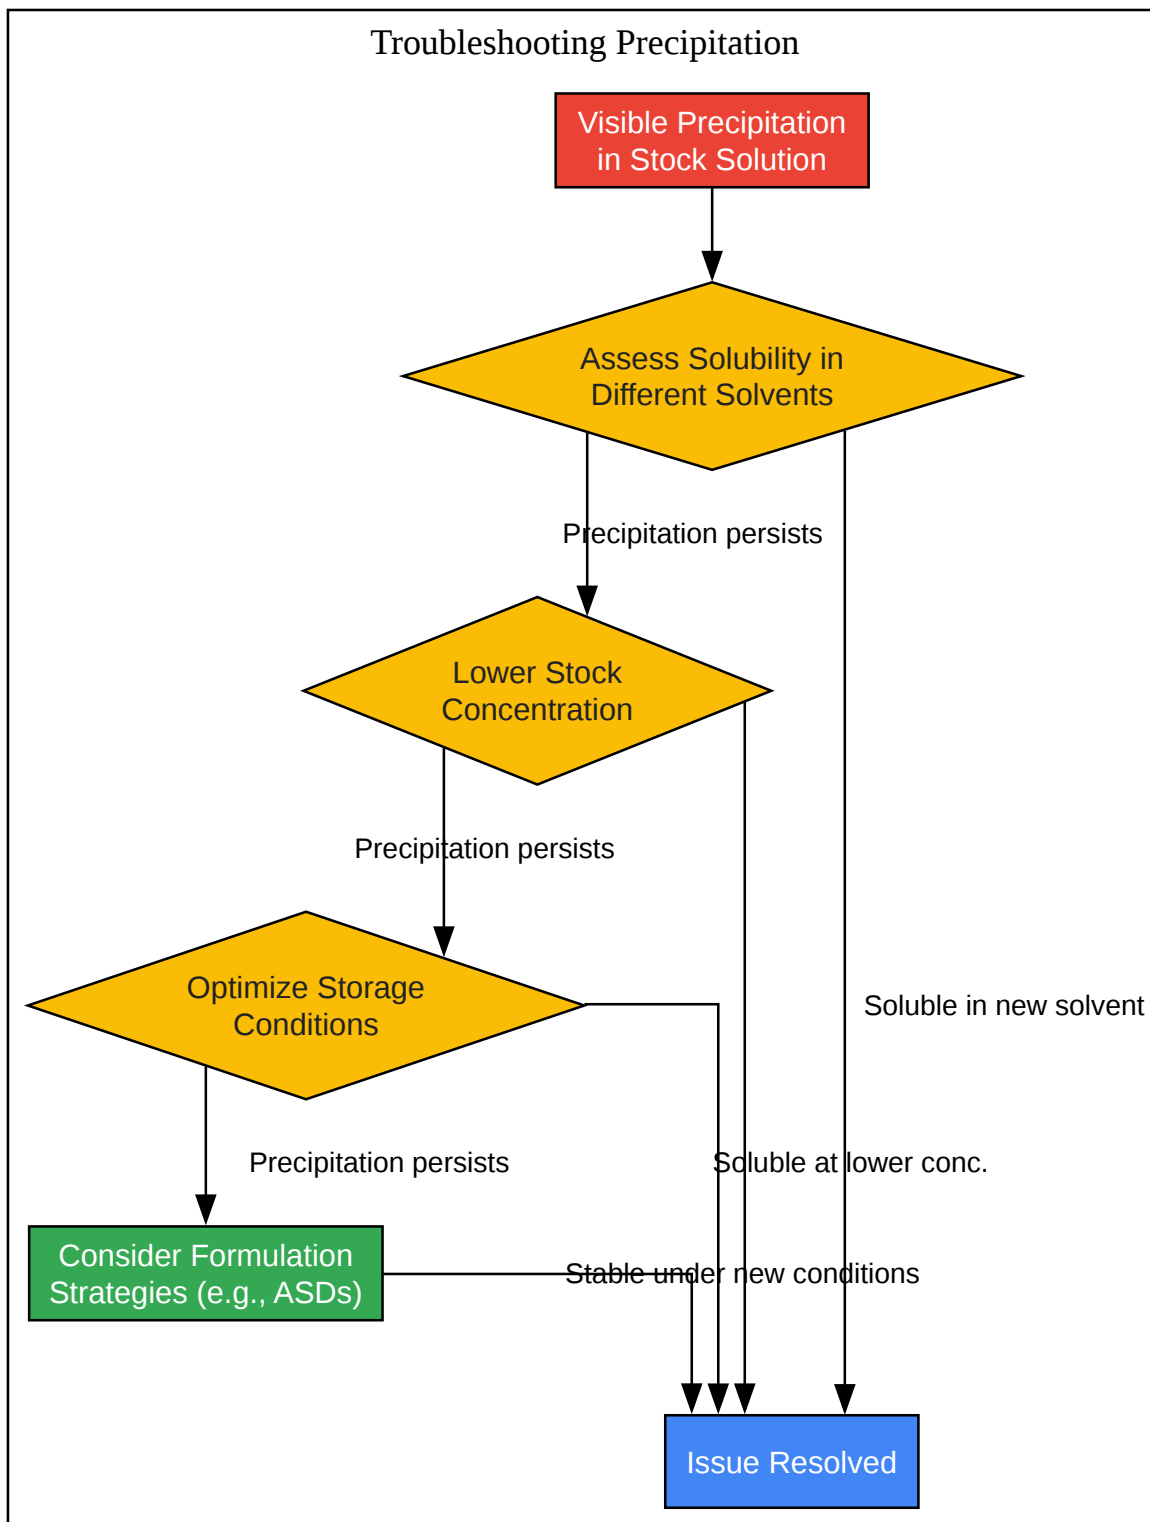 Troubleshooting Precipitation
Visible Precipitation
in Stock Solution
Assess Solubility in
Different Solvents
Precipitation persists
Lower Stock
Concentration
Precipitation persists
Optimize Storage
Conditions
Soluble in new solvent
Precipitation persists
Soluble at lower conc.
Consider Formulation
Strategies (e.g., ASDs)
Stable under new conditions
Issue Resolved